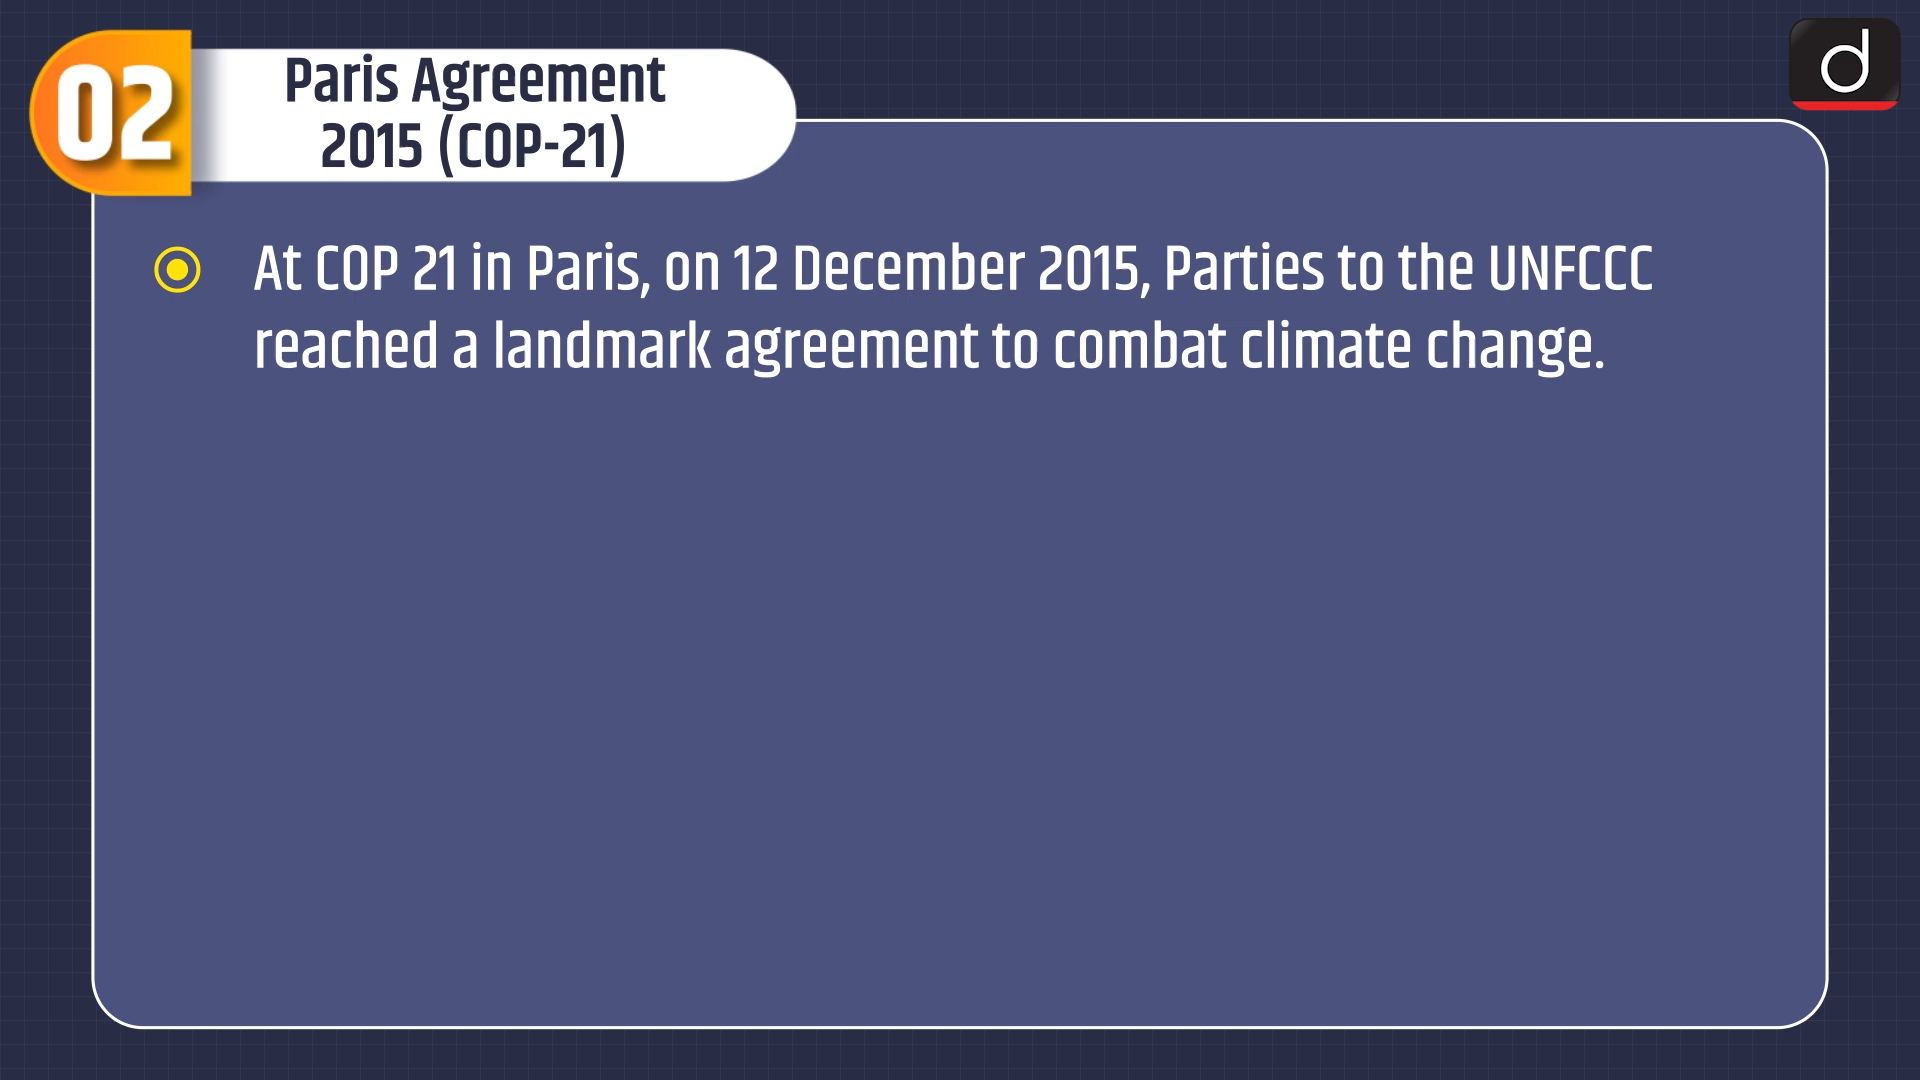 02
Paris Agreement
2015 (COP-21)
d
At COP 21 in Paris, on 12 December 2015, Parties to the UNFCCC
reached a landmark agreement to combat climate change.